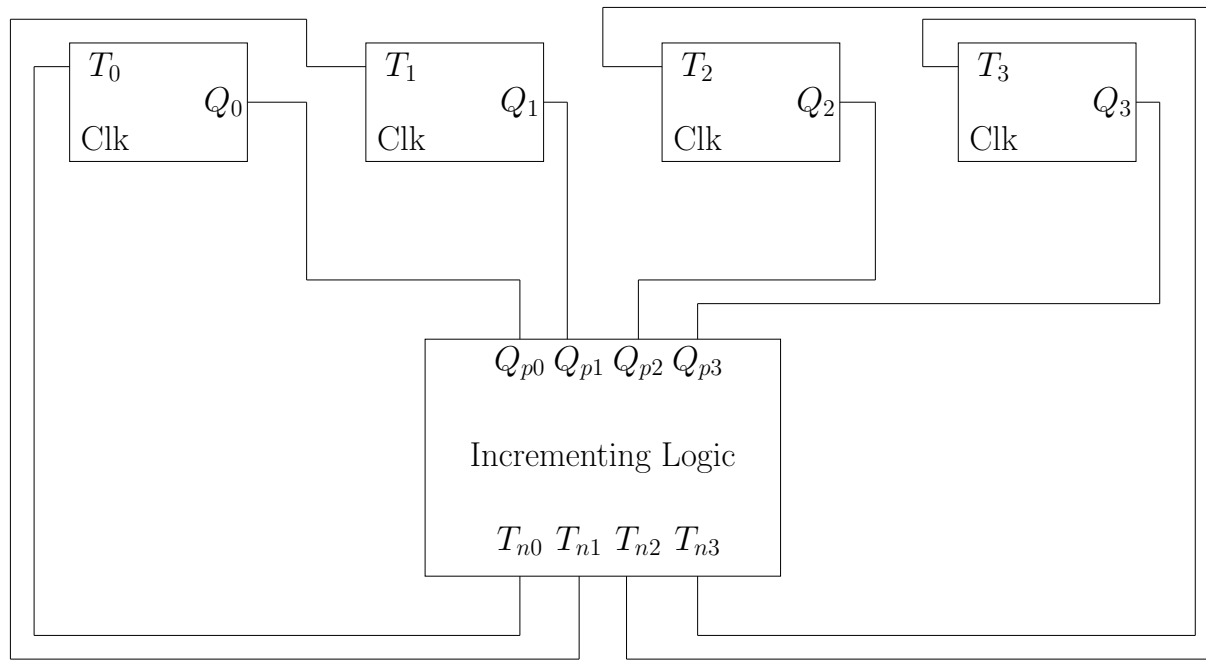 T₀ T₁ T₂ T₃
Q₀ Q₁ Q₂ Q₃
Clk Clk Clk Clk
Qₚ₀ Qₚ₁ Qₚ₂ Qₚ₃
Incrementing Logic
Tₙ₀ Tₙ₁ Tₙ₂ Tₙ₃